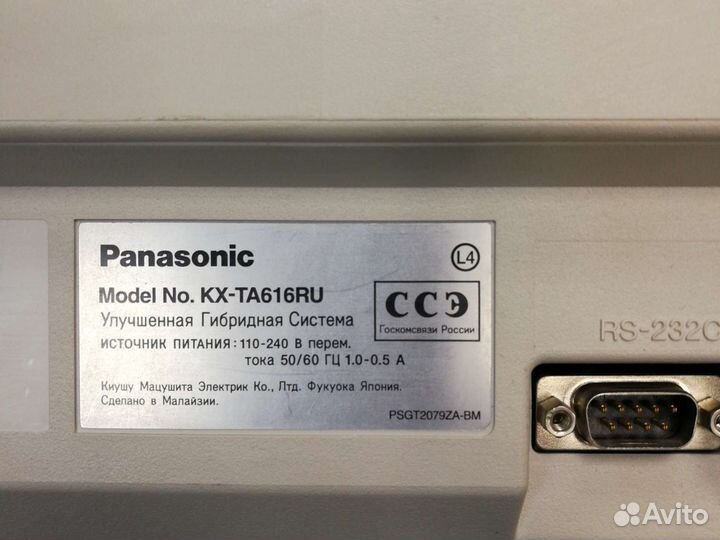 Panasonic
L4
Model No. KX-TA616RU
Улучшенная Гибридная Система
ССЭ
Госкомсвязи России
ИСТОЧНИК ПИТАНИЯ: 110-240 В перем.
тока 50/60 ГЦ 1.0-0.5 А
Киушу Мацушита Электрик Ко., Лтд. Фукуока Япония.
Сделано в Малайзии.
PSGT2079ZA-BM
RS-232C
Avito